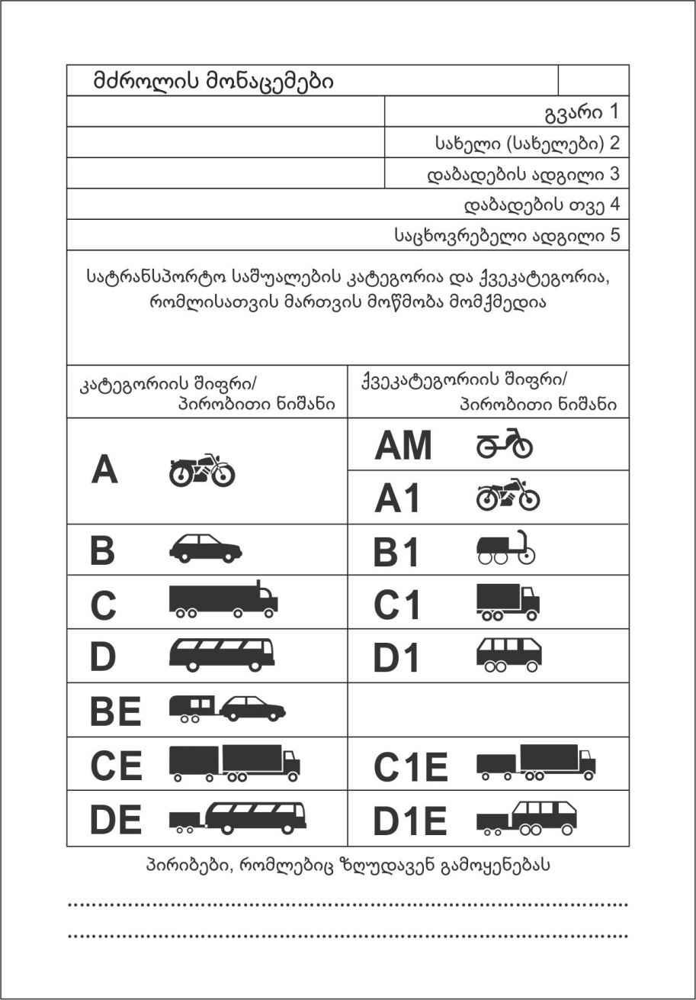 მძროლის მონაცემები
გვარი 1
სახელი (სახელები) 2
დაბადების ადგილი 3
დაბადების თვე 4
საცხოვრებელი ადგილი 5
სატრანსპორტო საშუალების კატეგორია და ქვეკატეგორია,
რომლისათვის მართვის მოწმობა მომქმედია
კატეგორიის შიფრი/
პირობითი ნიშანი
ქვეკატეგორიის შიფრი/
პირობითი ნიშანი
A
AM
A1
B
B1
C
C1
D
D1
BE
CE
C1E
DE
D1E
პირიბები, რომლებიც ზღუდავენ გამოყენებას